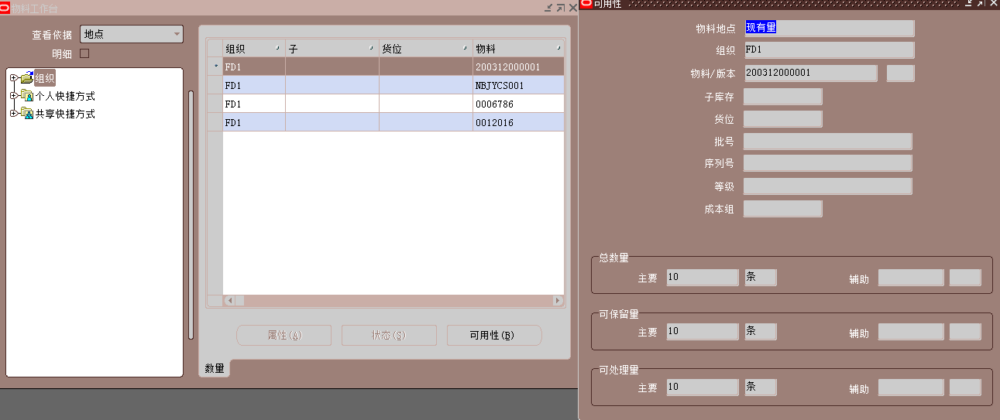 物料工作台
查看依据 地点
明细
组织
个人快捷方式
共享快捷方式
组织 子 货位 物料
FD1 200312000001
FD1 NBJYCS001
FD1 0006786
FD1 0012016
属性(A) 状态(S) 可用性(B)
数量
可用性
物料地点 现有量
组织 FD1
物料/版本 200312000001
子库存
货位
批号
序列号
等级
成本组
总数量
主要 10 条 辅助
可保留量
主要 10 条 辅助
可处理量
主要 10 条 辅助